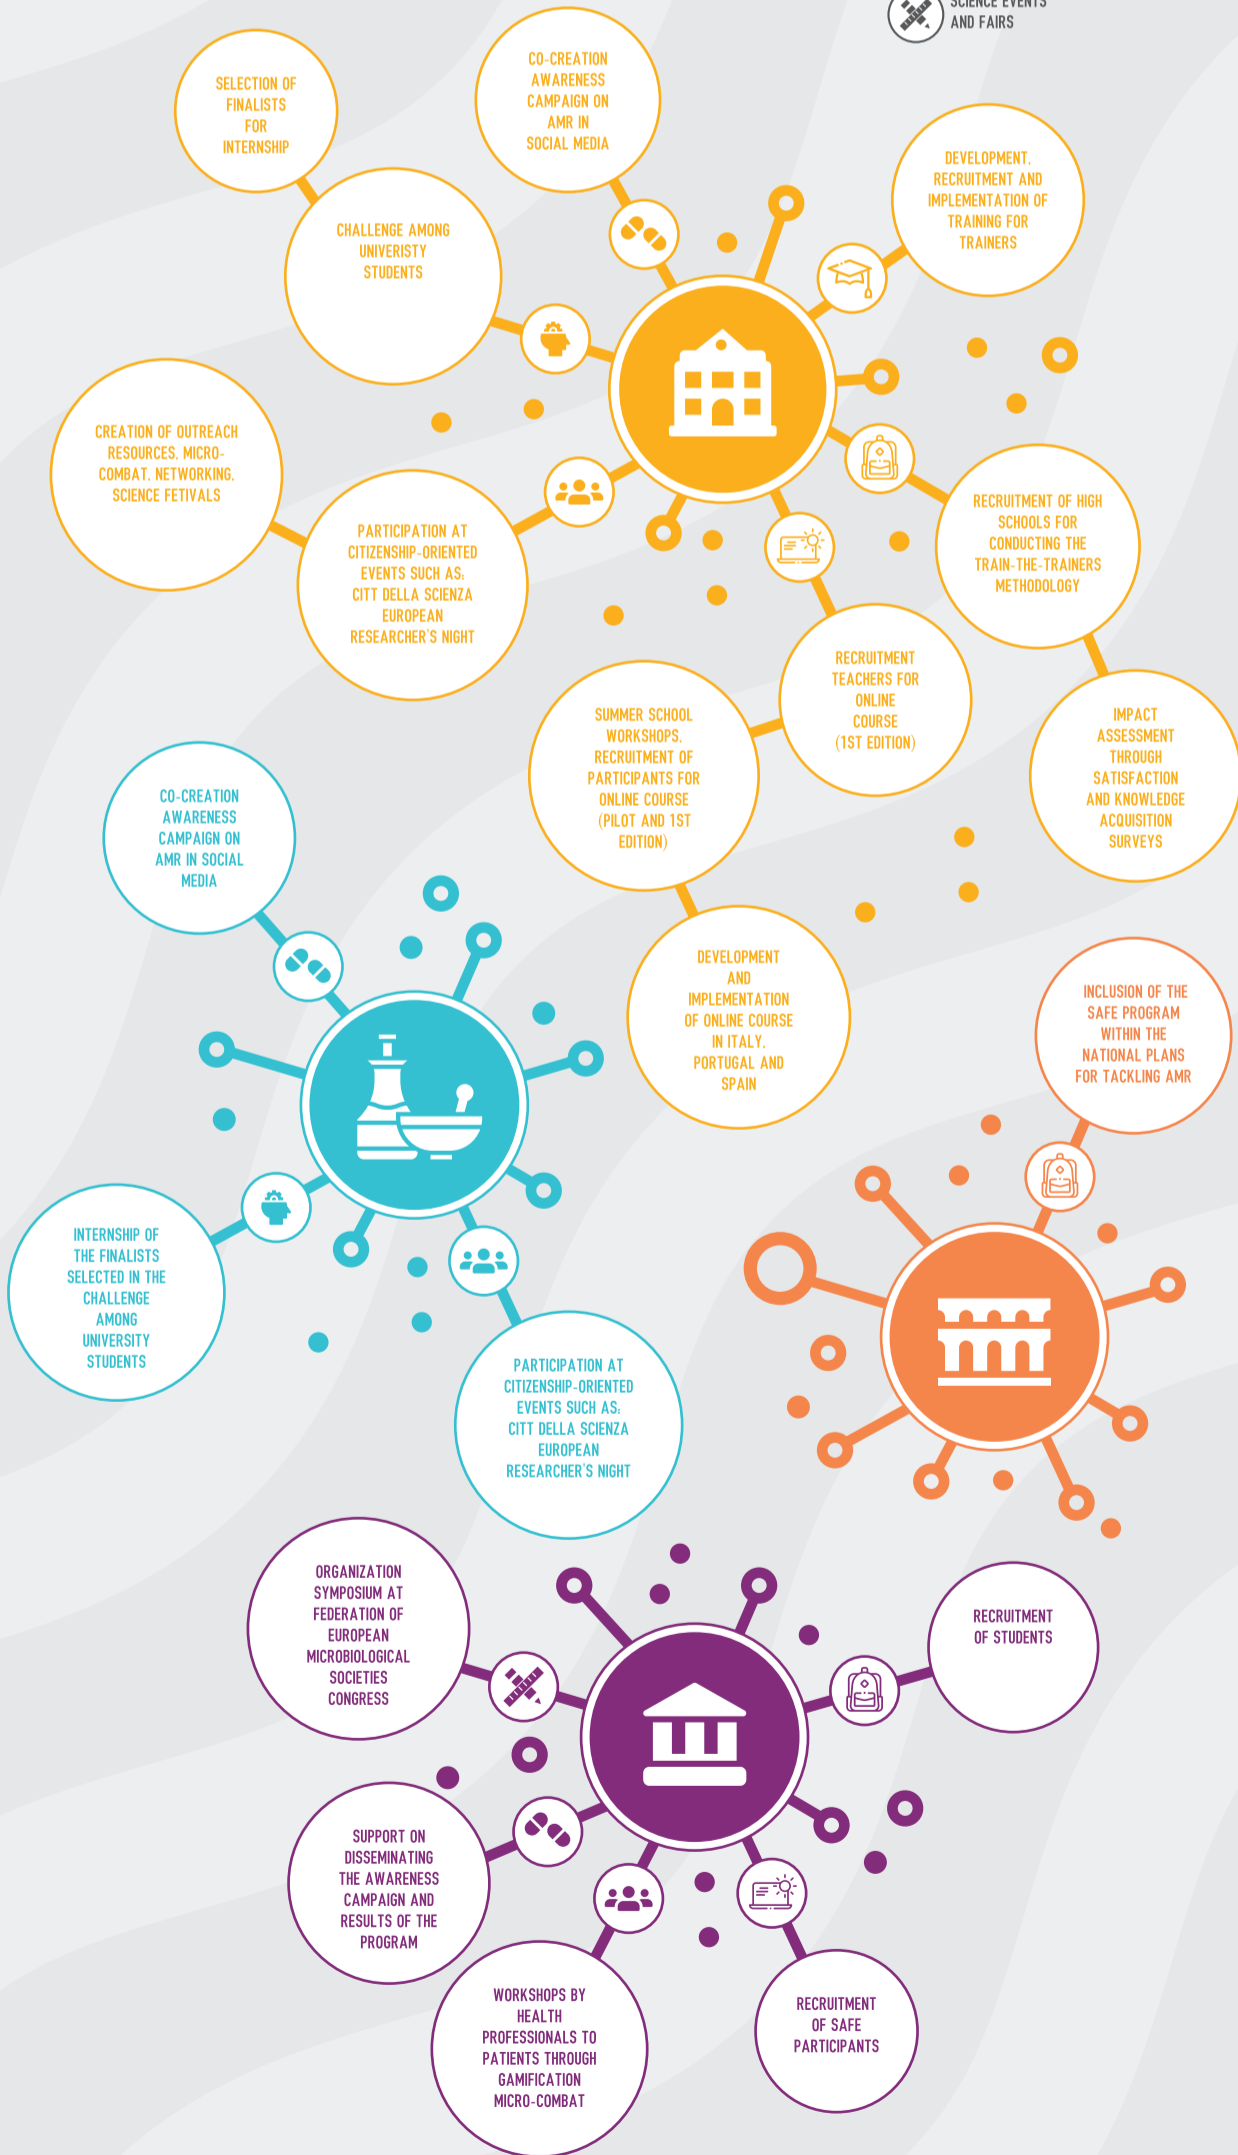 SCIENCE EVENTS
AND FAIRS
SELECTION OF
FINALISTS
FOR
INTERNSHIP
CO-CREATION
AWARENESS
CAMPAIGN ON
AMR IN
SOCIAL MEDIA
CHALLENGE AMONG
UNIVERISTY
STUDENTS
DEVELOPMENT,
RECRUITMENT AND
IMPLEMENTATION OF
TRAINING FOR
TRAINERS
CREATION OF OUTREACH
RESOURCES, MICRO-
COMBAT, NETWORKING,
SCIENCE FETIVALS
PARTICIPATION AT
CITIZENSHIP-ORIENTED
EVENTS SUCH AS:
CITT DELLA SCIENZA
EUROPEAN
RESEARCHER'S NIGHT
RECRUITMENT OF HIGH
SCHOOLS FOR
CONDUCTING THE
TRAIN-THE-TRAINERS
METHODOLOGY
RECRUITMENT
TEACHERS FOR
ONLINE
COURSE
(1ST EDITION)
SUMMER SCHOOL
WORKSHOPS,
RECRUITMENT OF
PARTICIPANTS FOR
ONLINE COURSE
(PILOT AND 1ST
EDITION)
IMPACT
ASSESSMENT
THROUGH
SATISFACTION
AND KNOWLEDGE
ACQUISITION
SURVEYS
DEVELOPMENT
AND
IMPLEMENTATION
OF ONLINE COURSE
IN ITALY,
PORTUGAL AND
SPAIN
CO-CREATION
AWARENESS
CAMPAIGN ON
AMR IN SOCIAL
MEDIA
INTERNSHIP OF
THE FINALISTS
SELECTED IN THE
CHALLENGE
AMONG
UNIVERSITY
STUDENTS
PARTICIPATION AT
CITIZENSHIP-ORIENTED
EVENTS SUCH AS:
CITT DELLA SCIENZA
EUROPEAN
RESEARCHER'S NIGHT
INCLUSION OF THE
SAFE PROGRAM
WITHIN THE
NATIONAL PLANS
FOR TACKLING AMR
ORGANIZATION
SYMPOSIUM AT
FEDERATION OF
EUROPEAN
MICROBIOLOGICAL
SOCIETIES
CONGRESS
RECRUITMENT
OF STUDENTS
SUPPORT ON
DISSEMINATING
THE AWARENESS
CAMPAIGN AND
RESULTS OF THE
PROGRAM
WORKSHOPS BY
HEALTH
PROFESSIONALS TO
PATIENTS THROUGH
GAMIFICATION
MICRO-COMBAT
RECRUITMENT
OF SAFE
PARTICIPANTS